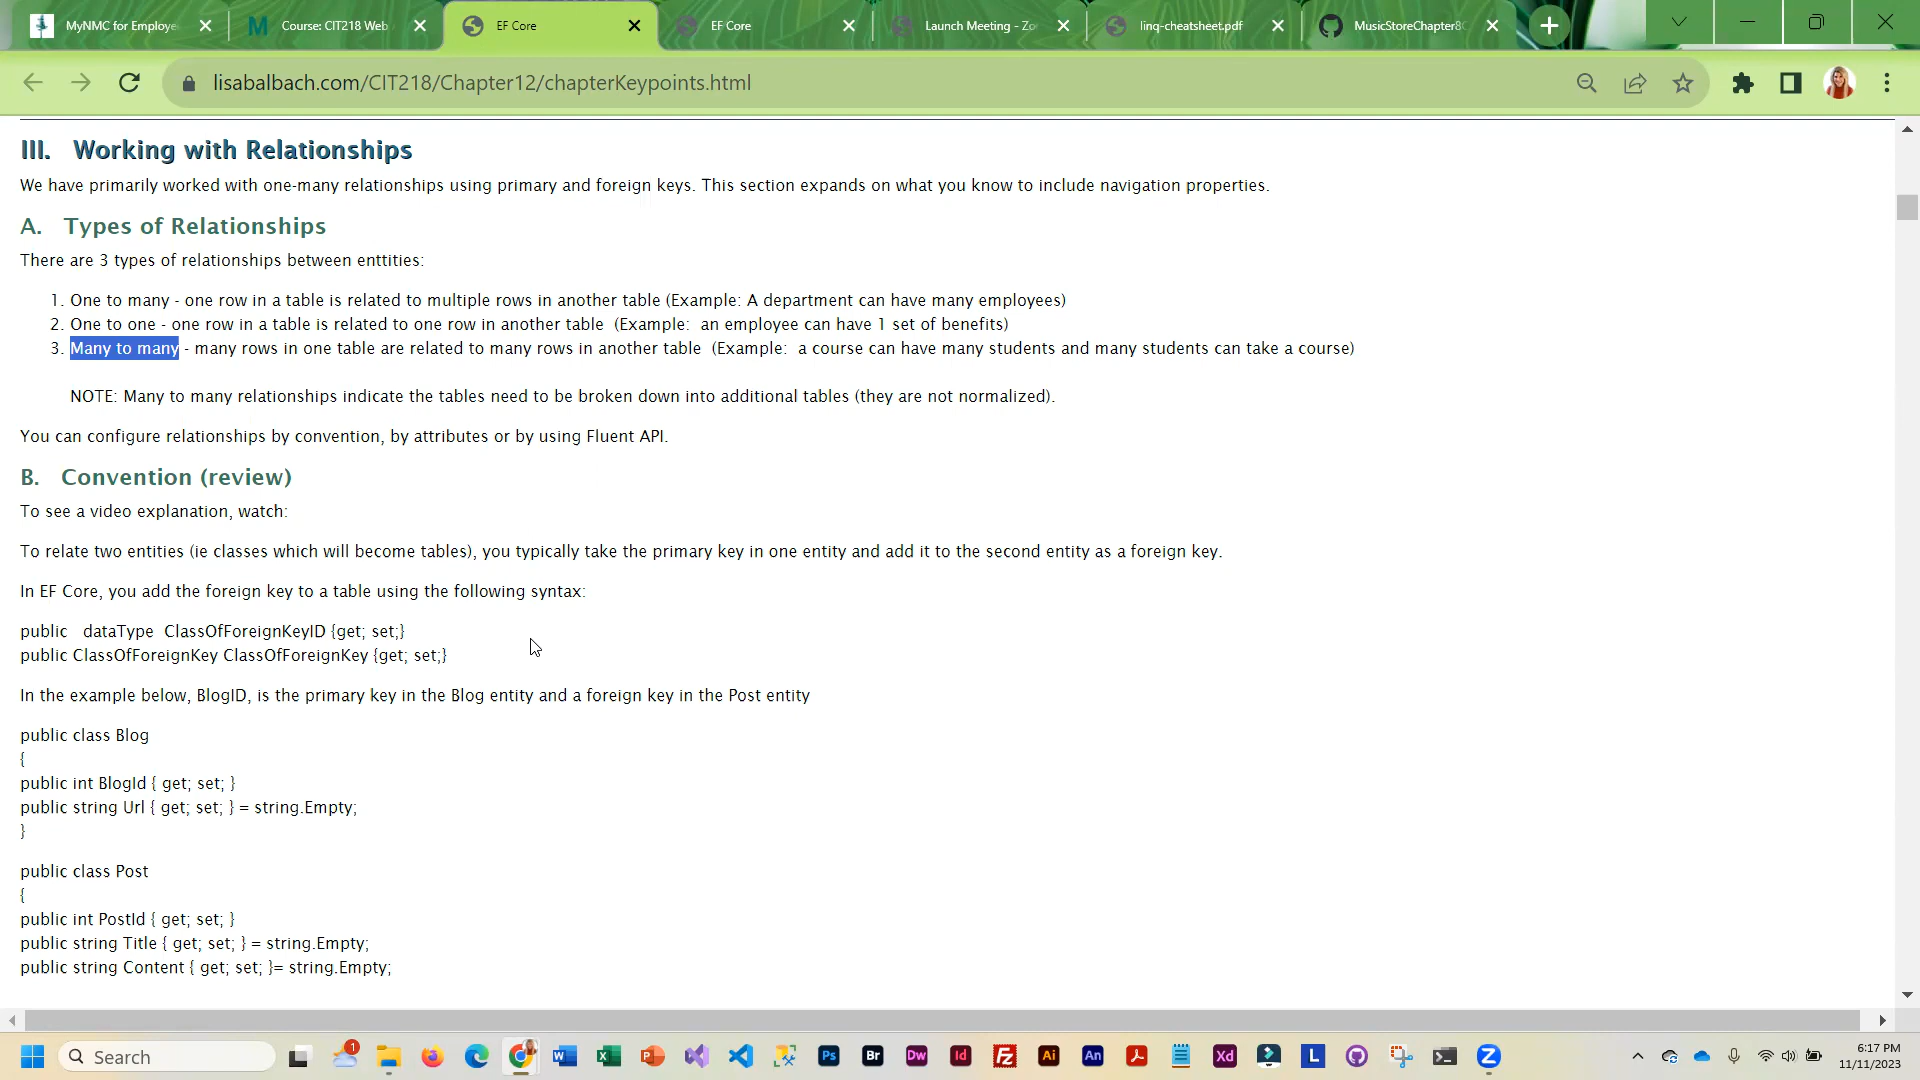 MyNMC for Employe
Course: CIT218 Web
EF Core
EF Core
Launch Meeting - Zo
linq-cheatsheet.pdf
MusicStoreChapter8
lisabalbach.com/CIT218/Chapter12/chapterKeypoints.html
III. Working with Relationships
We have primarily worked with one-many relationships using primary and foreign keys. This section expands on what you know to include navigation properties.
A. Types of Relationships
There are 3 types of relationships between enttities:
1. One to many - one row in a table is related to multiple rows in another table (Example: A department can have many employees)
2. One to one - one row in a table is related to one row in another table (Example: an employee can have 1 set of benefits)
3. Many to many - many rows in one table are related to many rows in another table (Example: a course can have many students and many students can take a course)
NOTE: Many to many relationships indicate the tables need to be broken down into additional tables (they are not normalized).
You can configure relationships by convention, by attributes or by using Fluent API.
B. Convention (review)
To see a video explanation, watch:
To relate two entities (ie classes which will become tables), you typically take the primary key in one entity and add it to the second entity as a foreign key.
In EF Core, you add the foreign key to a table using the following syntax:
public dataType ClassOfForeignKeyID {get; set;}
public ClassOfForeignKey ClassOfForeignKey {get; set;}
In the example below, BlogID, is the primary key in the Blog entity and a foreign key in the Post entity
public class Blog
{
public int BlogId { get; set; }
public string Url { get; set; } = string.Empty;
}
public class Post
{
public int PostId { get; set; }
public string Title { get; set; } = string.Empty;
public string Content { get; set; }= string.Empty;
Search
1
Ps
Br
Dw
Id
Fz
Ai
An
Xd
L
Z
6:17 PM
11/11/2023